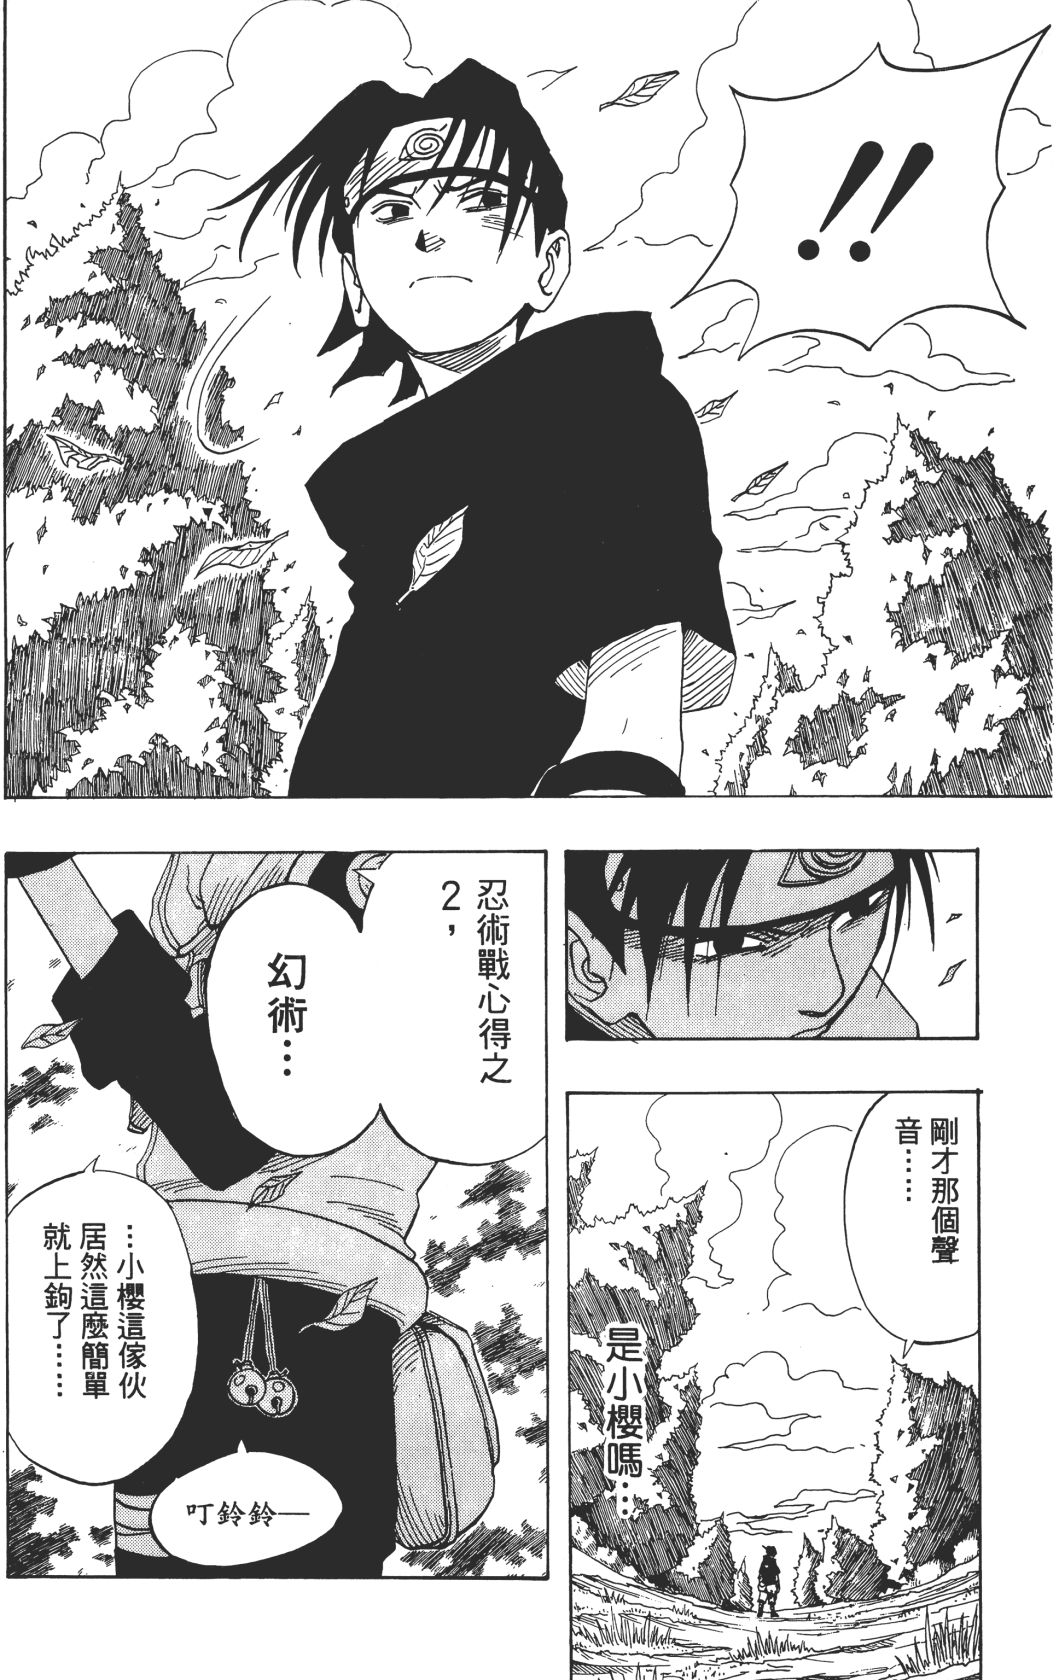 !!
剛才那個聲
音……
是小櫻嗎…
忍術戰心得之
2，
幻術…
…小櫻這傢伙
居然這麼簡單
就上鉤了……
叮鈴鈴—